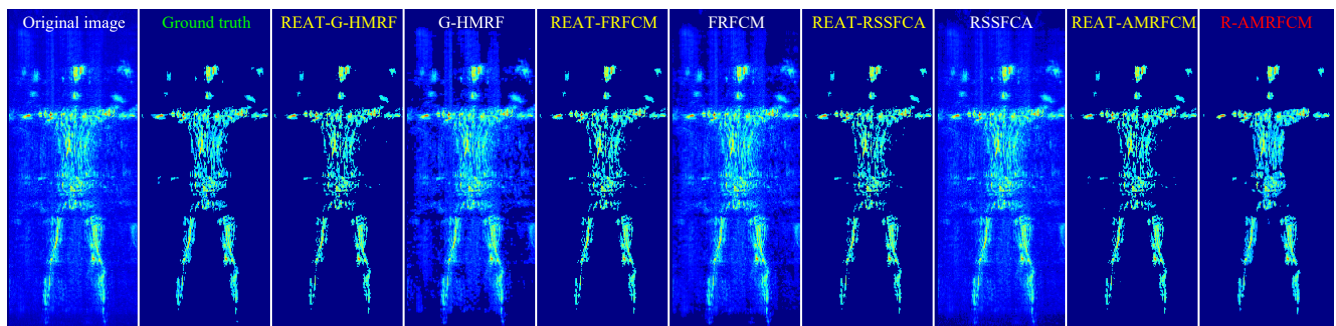 Original image
Ground truth
REAT-G-HMRF
G-HMRF
REAT-FRFCM
FRFCM
REAT-RSSFCA
RSSFCA
REAT-AMRFCM
R-AMRFCM